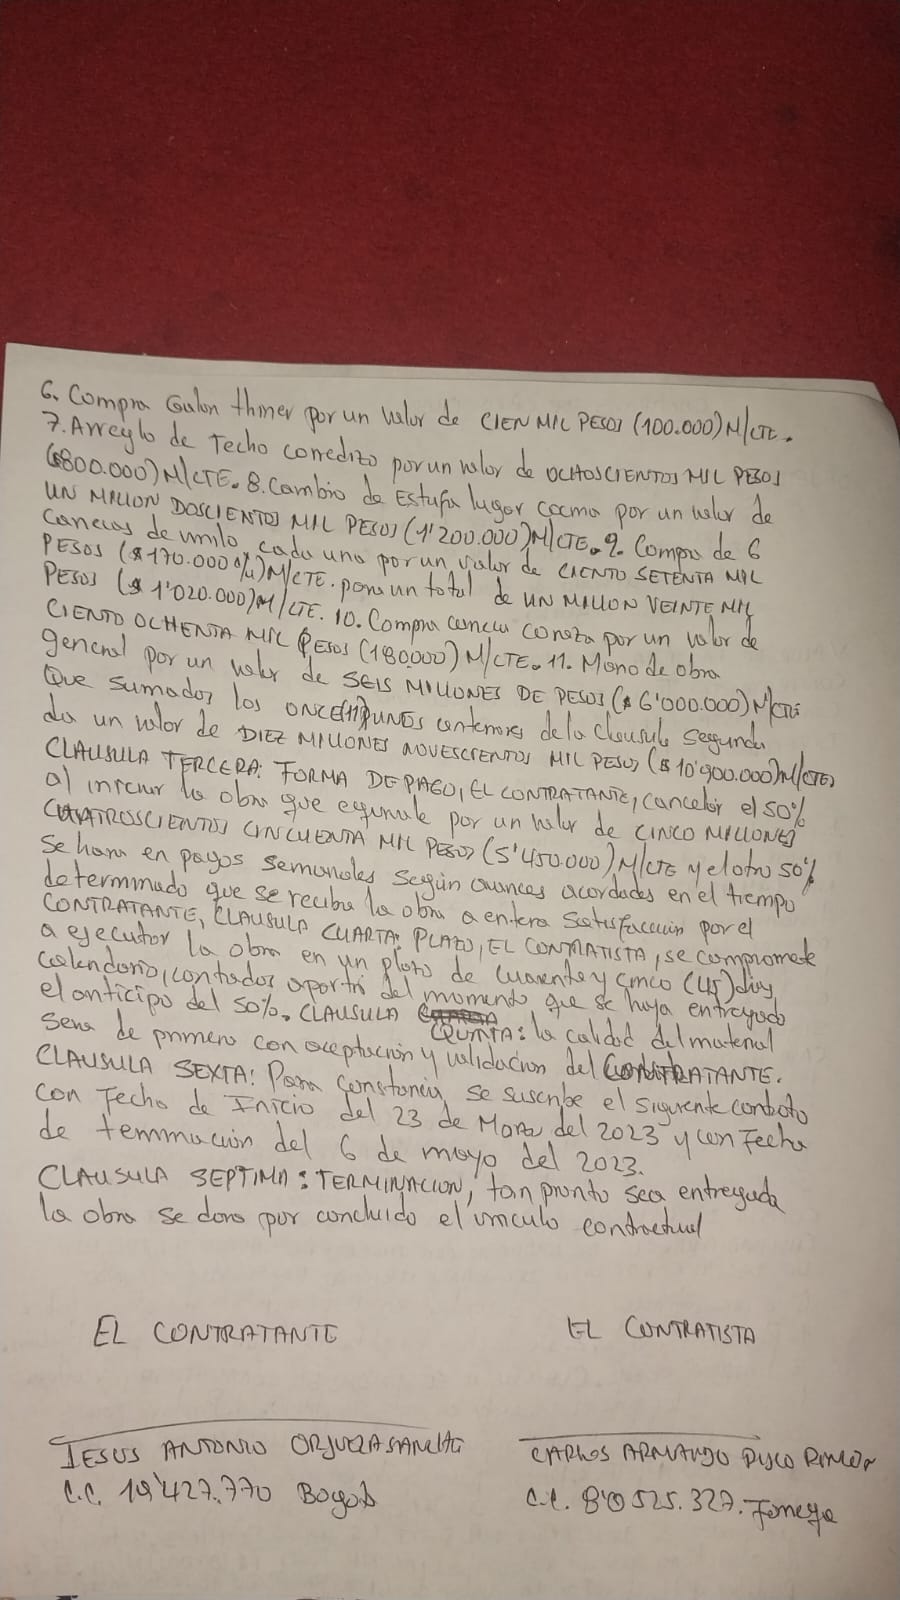 6. Compra Galon thiner por un valor de CIEN MIL PESOS (100.000) M/CTE.
7. Arreglo de Techo corredizo por un valor de OCHOSCIENTOS MIL PESOS
($800.000) M/CTE. 8. Cambio de Estufa lugar cocina por un valor de
UN MILLON DOSCIENTOS MIL PESOS (1'200.000) M/CTE. 9. Compra de 6
canecas de vinilo, cada una por un valor de CIENTO SETENTA MIL
PESOS ($170.000 %) M/CTE. para un total de UN MILLON VEINTE MIL
PESOS ($ 1'020.000) M/CTE. 10. Compra caneca coraza por un valor de
CIENTO OCHENTA MIL PESOS (180.000) M/CTE. 11. Mano de obra
general por un valor de SEIS MILLONES DE PESOS ($ 6'000.000) M/CTE
Que sumados los ONCE (11) PUNTOS anteriores de la Clausula Segunda
da un valor de DIEZ MILLONES NOVESCIENTOS MIL PESOS ($ 10'900.000) M/CTE,
CLAUSULA TERCERA: FORMA DE PAGO, EL CONTRATANTE, Cancelar el 50%
al iniciar la obra que equivale por un valor de CINCO MILLONES
CUATROSCIENTOS CINCUENTA MIL PESOS (5'450.000) M/CTE y el otro 50%
se hara en pagos semanales según avances acordados en el tiempo
determinado que se reciba la obra a entera satisfacción por el
CONTRATANTE, CLAUSULA CUARTA: PLAZO, EL CONTRATISTA, se compromete
a ejecutar la obra en un plazo de Cuarenta y cinco (45) dias
calendario, contados apartir del momento que se haya entregado
el anticipo del 50%. CLAUSULA QUINTA: la calidad del material
Sera de primera con aceptación y validacion del CONTRATANTE.
CLAUSULA SEXTA: Para Constancia se suscribe el siguiente contrato
con Fecha de Inicio del 23 de Marzo del 2023 y con Fecha
de terminación del 6 de mayo del 2023.
CLAUSULA SEPTIMA: TERMINACION, tan pronto sea entregada
la obra se dara por concluido el vinculo contractual
EL CONTRATANTE EL CONTRATISTA
JESUS ANTONIO ORJUELA CARLOS ARMANDO
C.C. 19'427.770 Bogotá C.C. 80'525.327.